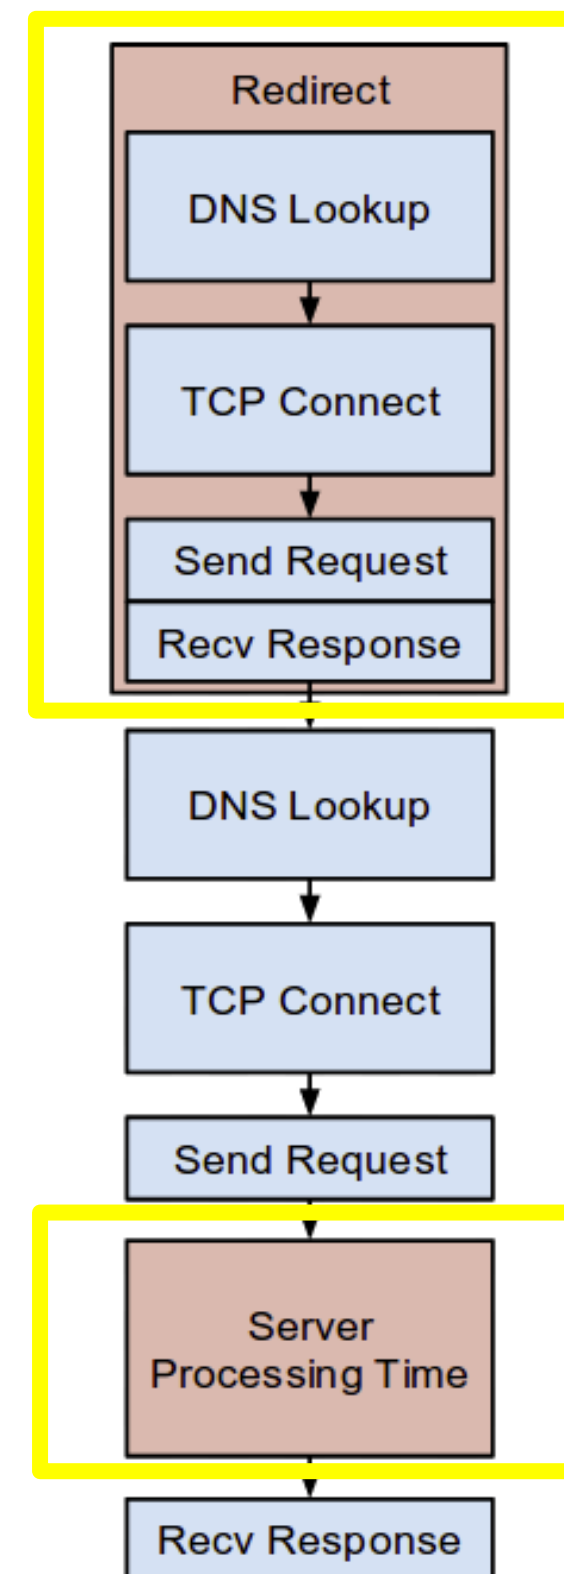 Redirect
DNS Lookup
TCP Connect
Send Request
Recv Response
DNS Lookup
TCP Connect
Send Request
Server
Processing Time
Recv Response